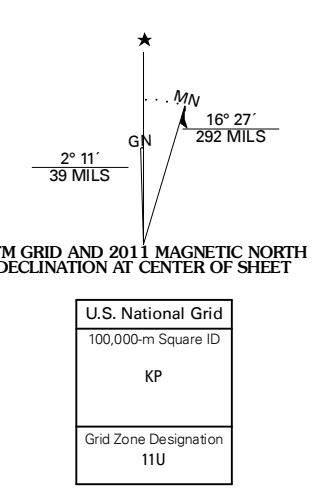 MN
16° 27´
292 MILS
GN
2° 11´
39 MILS
TM GRID AND 2011 MAGNETIC NORTH
DECLINATION AT CENTER OF SHEET
U.S. National Grid
100,000-m Square ID
KP
Grid Zone Designation
11U